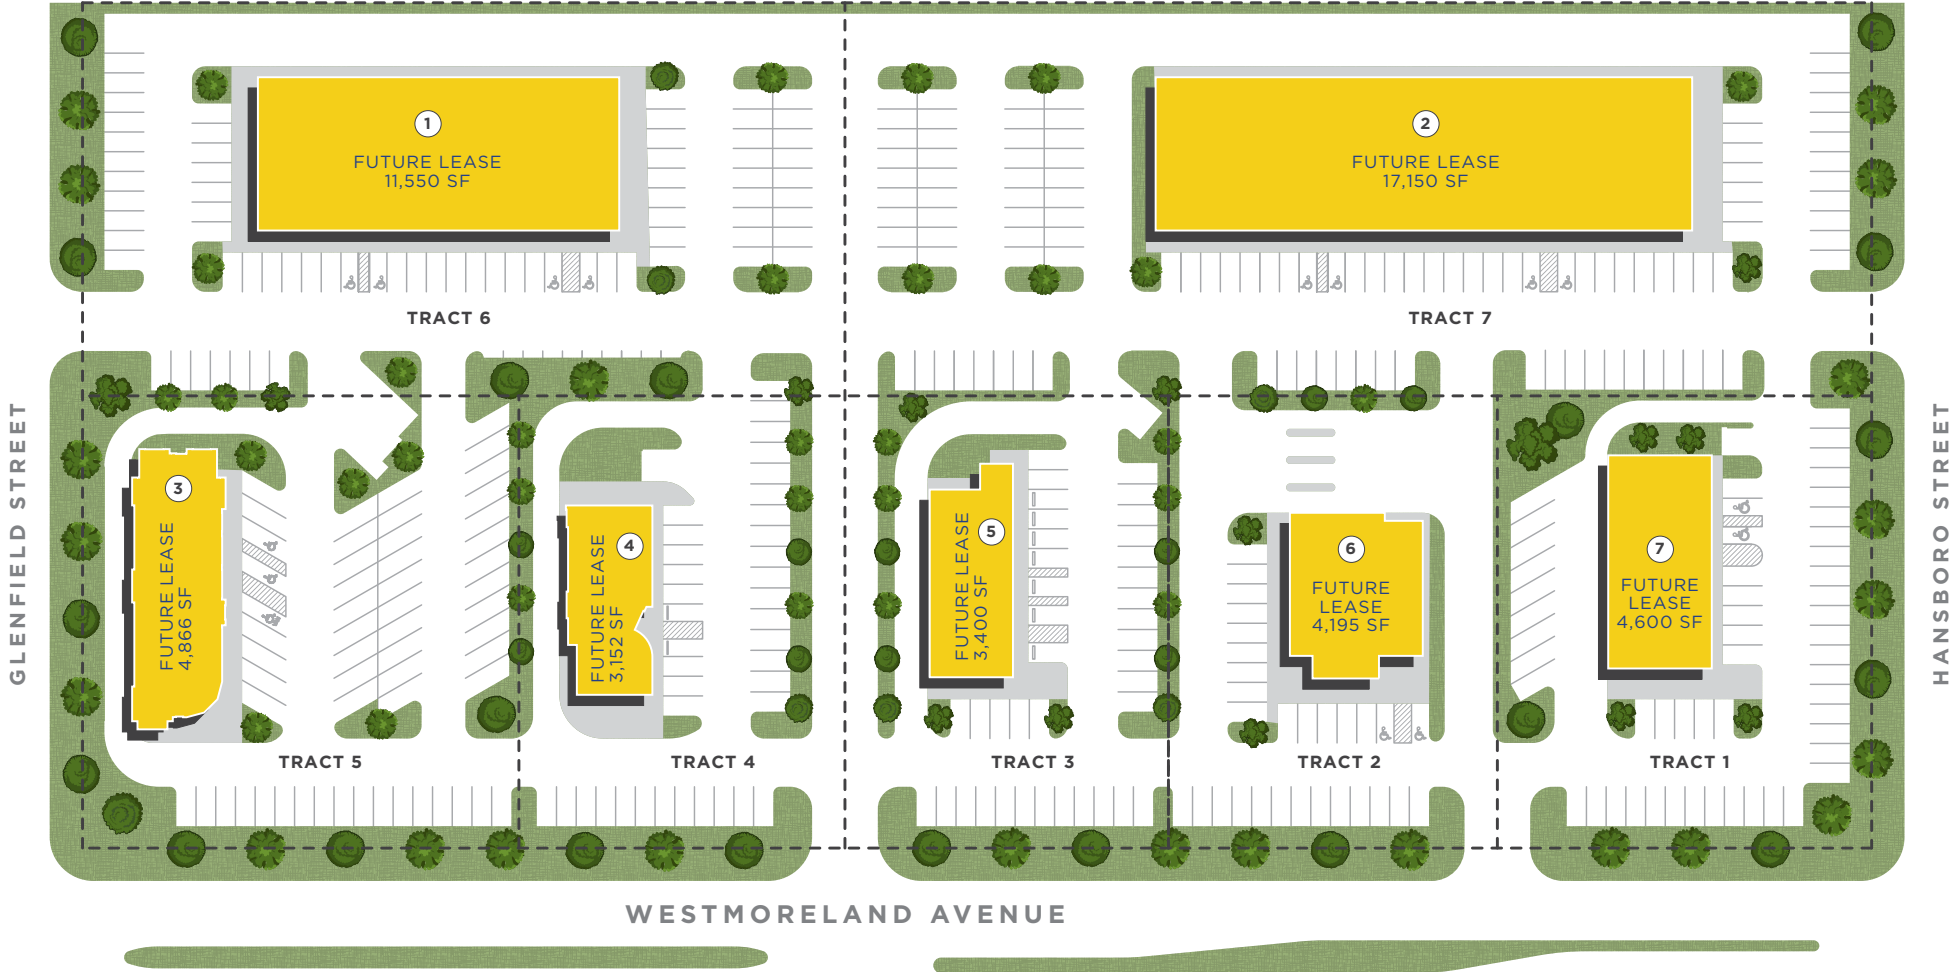 1
FUTURE LEASE
11,550 SF
2
FUTURE LEASE
17,150 SF
TRACT 6
TRACT 7
GLENFIELD STREET
3
FUTURE LEASE
4,866 SF
4
FUTURE LEASE
3,152 SF
5
FUTURE LEASE
3,400 SF
6
FUTURE
LEASE
4,195 SF
7
FUTURE
LEASE
4,600 SF
HANSBORO STREET
TRACT 5
TRACT 4
TRACT 3
TRACT 2
TRACT 1
WESTMORELAND AVENUE